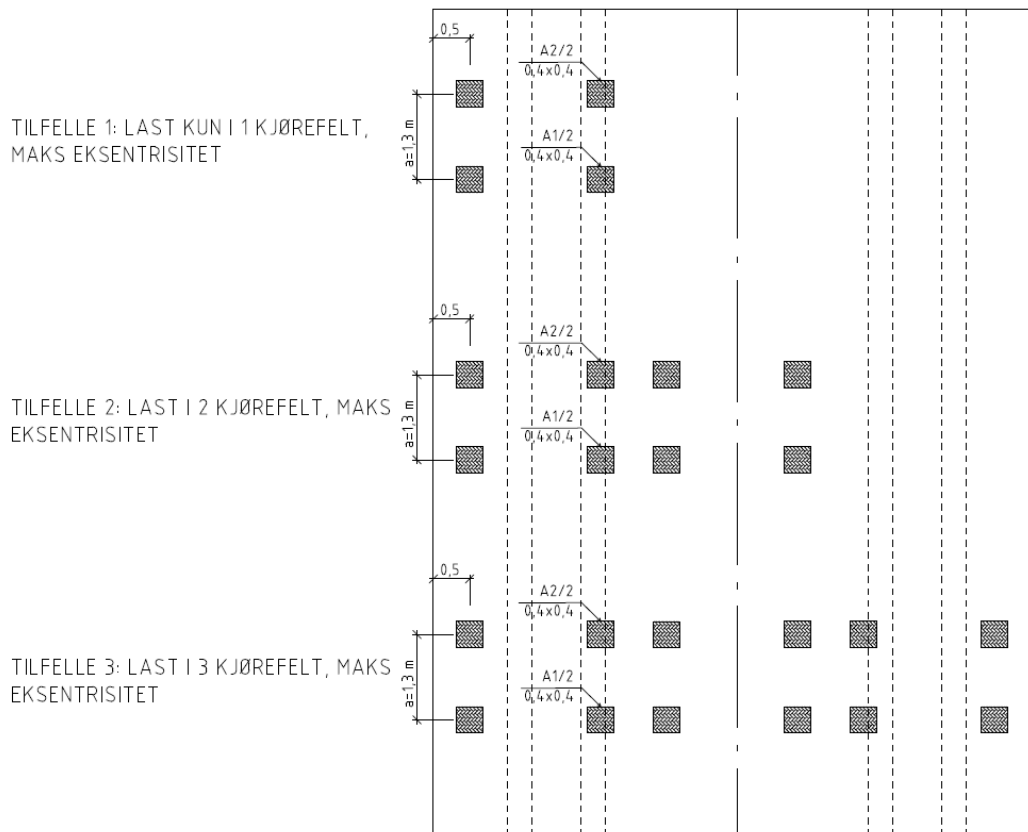 0,5
A2/2
0,4x0,4
TILFELLE 1: LAST KUN I 1 KJØREFELT,
MAKS EKSENTRISITET
a=1,3 m
A1/2
0,4x0,4
0,5
A2/2
0,4x0,4
TILFELLE 2: LAST I 2 KJØREFELT, MAKS
EKSENTRISITET
a=1,3 m
A1/2
0,4x0,4
0,5
A2/2
0,4x0,4
TILFELLE 3: LAST I 3 KJØREFELT, MAKS
EKSENTRISITET
a=1,3 m
A1/2
0,4x0,4